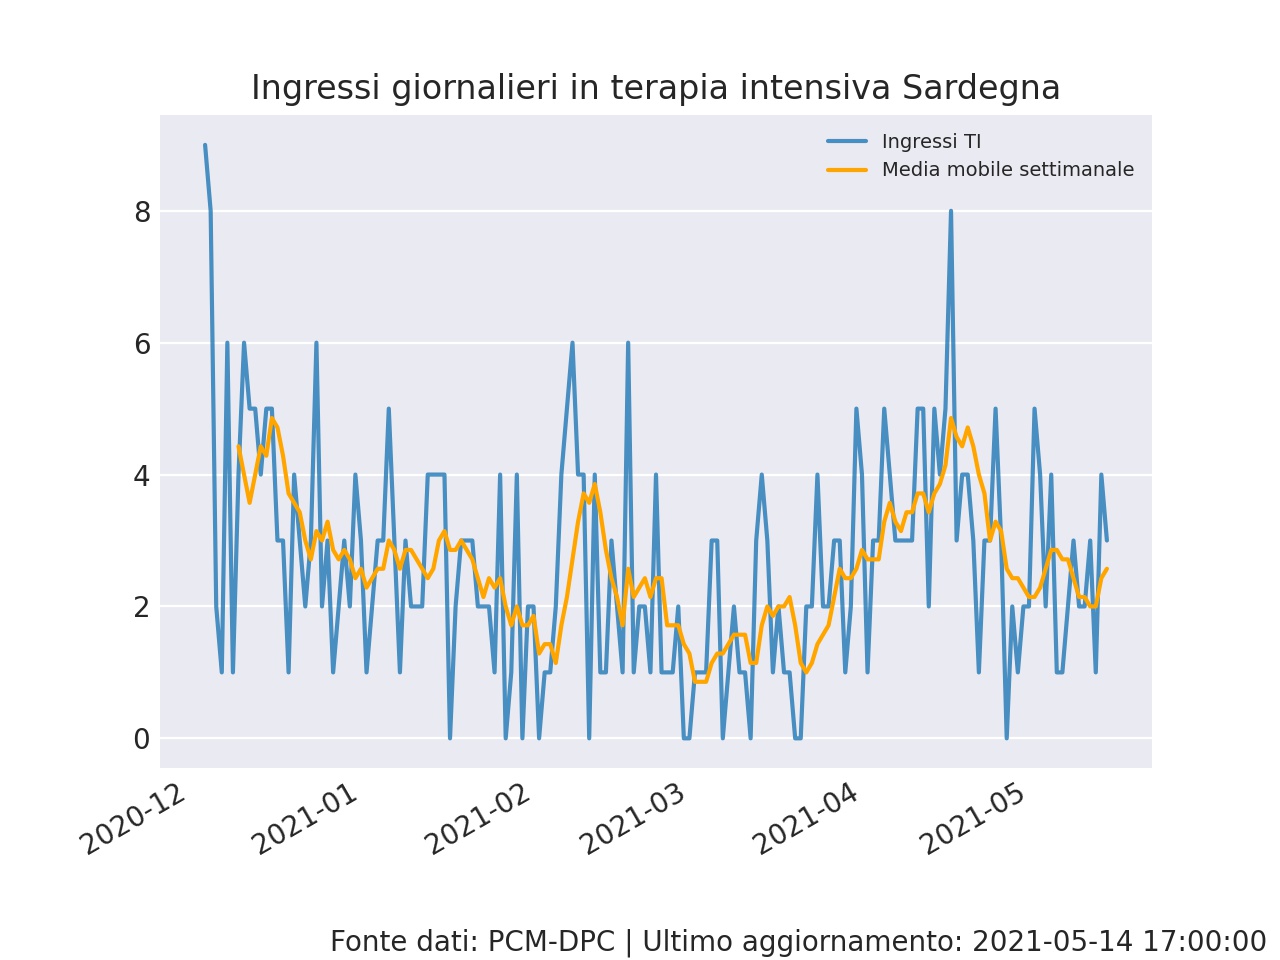 Ingressi giornalieri in terapia intensiva Sardegna
Ingressi TI
Media mobile settimanale
8
6
4
2
0
2020-12
2021-01
2021-02
2021-03
2021-04
2021-05
Fonte dati: PCM-DPC | Ultimo aggiornamento: 2021-05-14 17:00:00